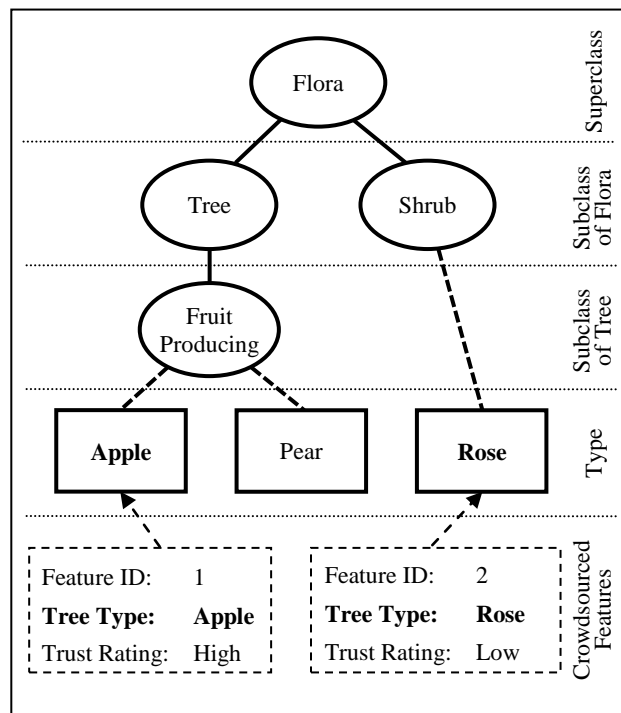 Flora
Superclass
Tree
Shrub
Subclass
of Flora
Fruit
Producing
Subclass
of Tree
Apple
Pear
Rose
Type
Feature ID: 1
Tree Type: Apple
Trust Rating: High
Feature ID: 2
Tree Type: Rose
Trust Rating: Low
Crowdsourced
Features